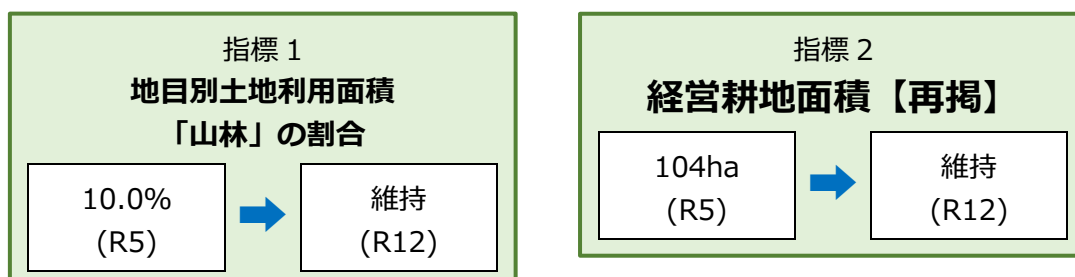 指標1
地目別土地利用面積
「山林」の割合
10.0%
(R5)
維持
(R12)
指標2
経営耕地面積【再掲】
104ha
(R5)
維持
(R12)